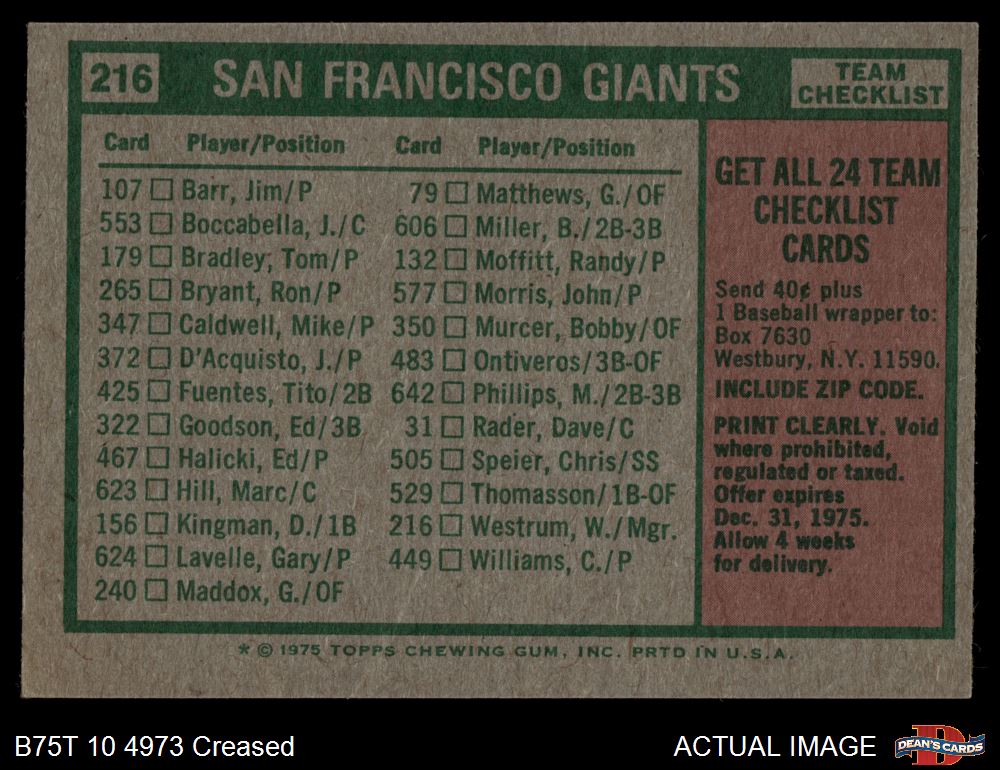 216 SAN FRANCISCO GIANTS TEAM CHECKLIST
Card Player/Position
107 Barr, Jim/P
553 Boccabella, J./C
179 Bradley, Tom/P
265 Bryant, Ron/P
347 Caldwell, Mike/P
372 D'Acquisto, J./P
425 Fuentes, Tito/2B
322 Goodson, Ed/3B
467 Halicki, Ed/P
623 Hill, Marc/C
156 Kingman, D./1B
624 Lavelle, Gary/P
240 Maddox, G./OF
Card Player/Position
79 Matthews, G./OF
606 Miller, B./2B-3B
132 Moffitt, Randy/P
577 Morris, John/P
350 Murcer, Bobby/OF
483 Ontiveros/3B-OF
642 Phillips, M./2B-3B
31 Rader, Dave/C
505 Speier, Chris/SS
529 Thomasson/1B-OF
216 Westrum, W./Mgr.
449 Williams, C./P
GET ALL 24 TEAM
CHECKLIST
CARDS
Send 40¢ plus
1 Baseball wrapper to:
Box 7630
Westbury, N.Y. 11590.
INCLUDE ZIP CODE.
PRINT CLEARLY. Void
where prohibited,
regulated or taxed.
Offer expires
Dec. 31, 1975.
Allow 4 weeks
for delivery.
* © 1975 TOPPS CHEWING GUM, INC. PRTD IN U.S.A.
B75T 10 4973 Creased
ACTUAL IMAGE
DEAN'S CARDS